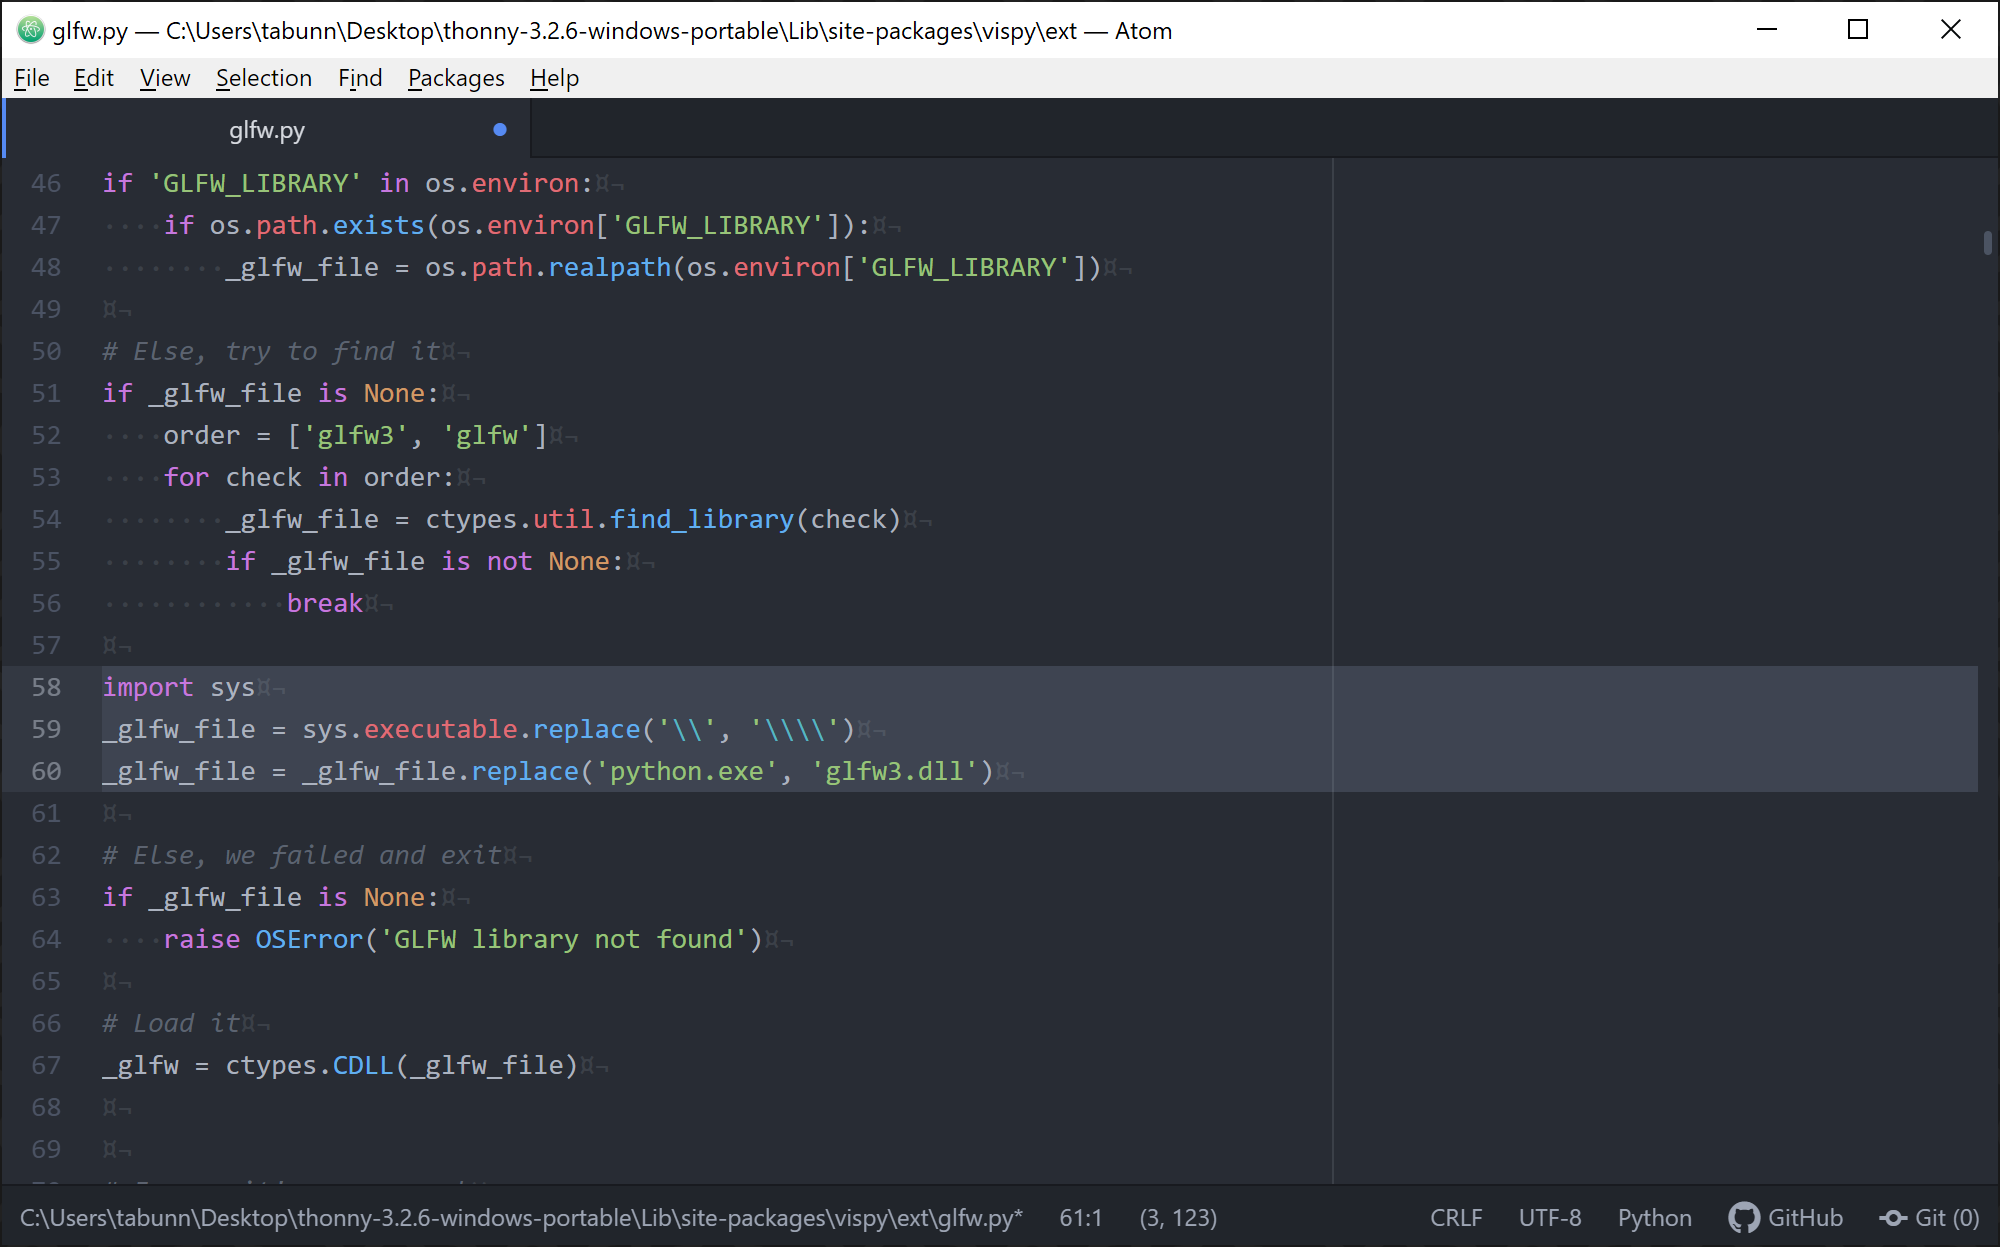 glfw.py — C:\Users\tabunn\Desktop\thonny-3.2.6-windows-portable\Lib\site-packages\vispy\ext — Atom
File Edit View Selection Find Packages Help
glfw.py
46 if 'GLFW_LIBRARY' in os.environ:¤¬
47 ····if os.path.exists(os.environ['GLFW_LIBRARY']):¤¬
48 ········_glfw_file = os.path.realpath(os.environ['GLFW_LIBRARY'])¤¬
49 ¤¬
50 # Else, try to find it¤¬
51 if _glfw_file is None:¤¬
52 ····order = ['glfw3', 'glfw']¤¬
53 ····for check in order:¤¬
54 ········_glfw_file = ctypes.util.find_library(check)¤¬
55 ········if _glfw_file is not None:¤¬
56 ············break¤¬
57 ¤¬
58 import sys¤¬
59 _glfw_file = sys.executable.replace('\\', '\\\\')¤¬
60 _glfw_file = _glfw_file.replace('python.exe', 'glfw3.dll')¤¬
61 ¤¬
62 # Else, we failed and exit¤¬
63 if _glfw_file is None:¤¬
64 ····raise OSError('GLFW library not found')¤¬
65 ¤¬
66 # Load it¤¬
67 _glfw = ctypes.CDLL(_glfw_file)¤¬
68 ¤¬
69 ¤¬
C:\Users\tabunn\Desktop\thonny-3.2.6-windows-portable\Lib\site-packages\vispy\ext\glfw.py* 61:1 (3, 123) CRLF UTF-8 Python GitHub Git (0)